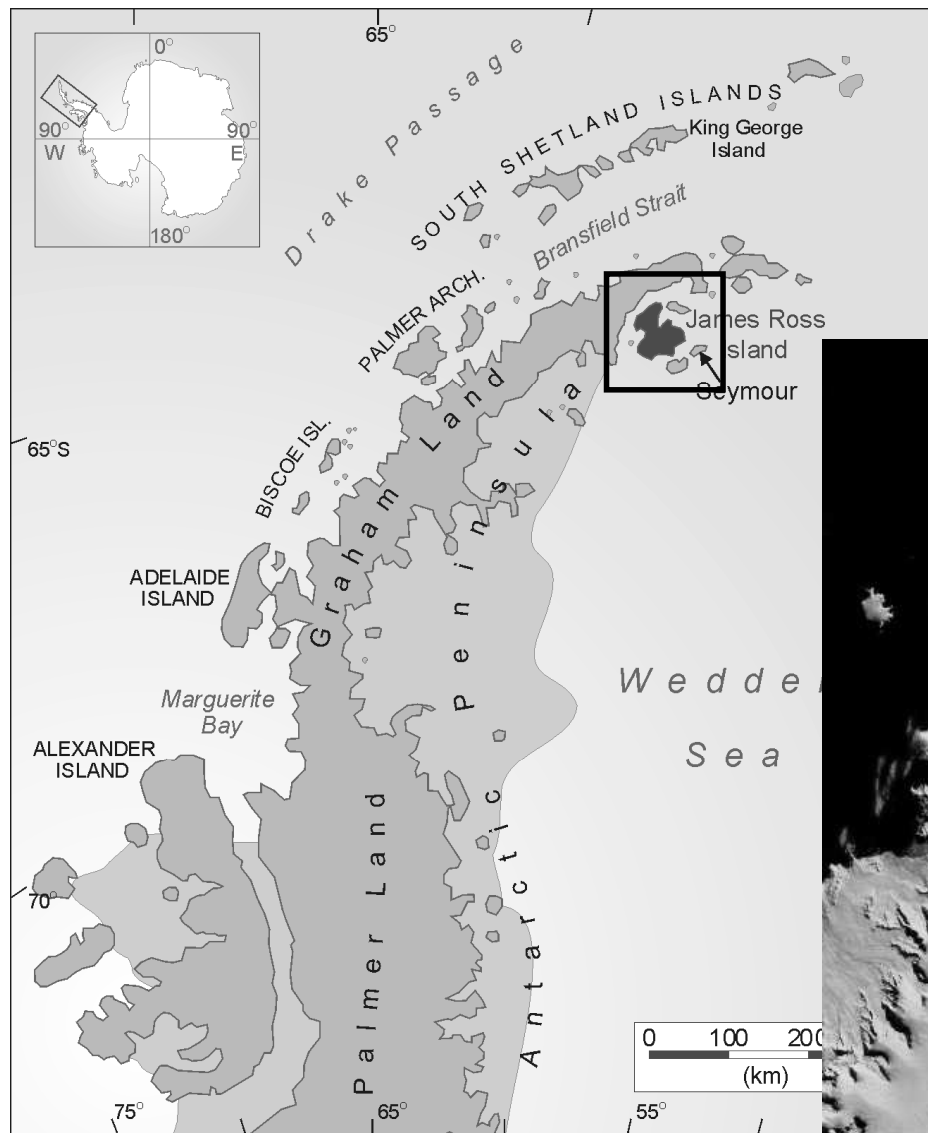 65°
0°
90°
W
90°
E
180°
Drake Passage
SOUTH SHETLAND ISLANDS
King George
Island
Bransfield Strait
PALMER ARCH.
James Ross
sland
Seymour
65°S
BISCOE ISL.
Graham Land
ADELAIDE
ISLAND
Antarctic Peninsula
Weddel
Sea
Marguerite
Bay
ALEXANDER
ISLAND
70°
Palmer Land
0 100 200
(km)
75°
65°
55°